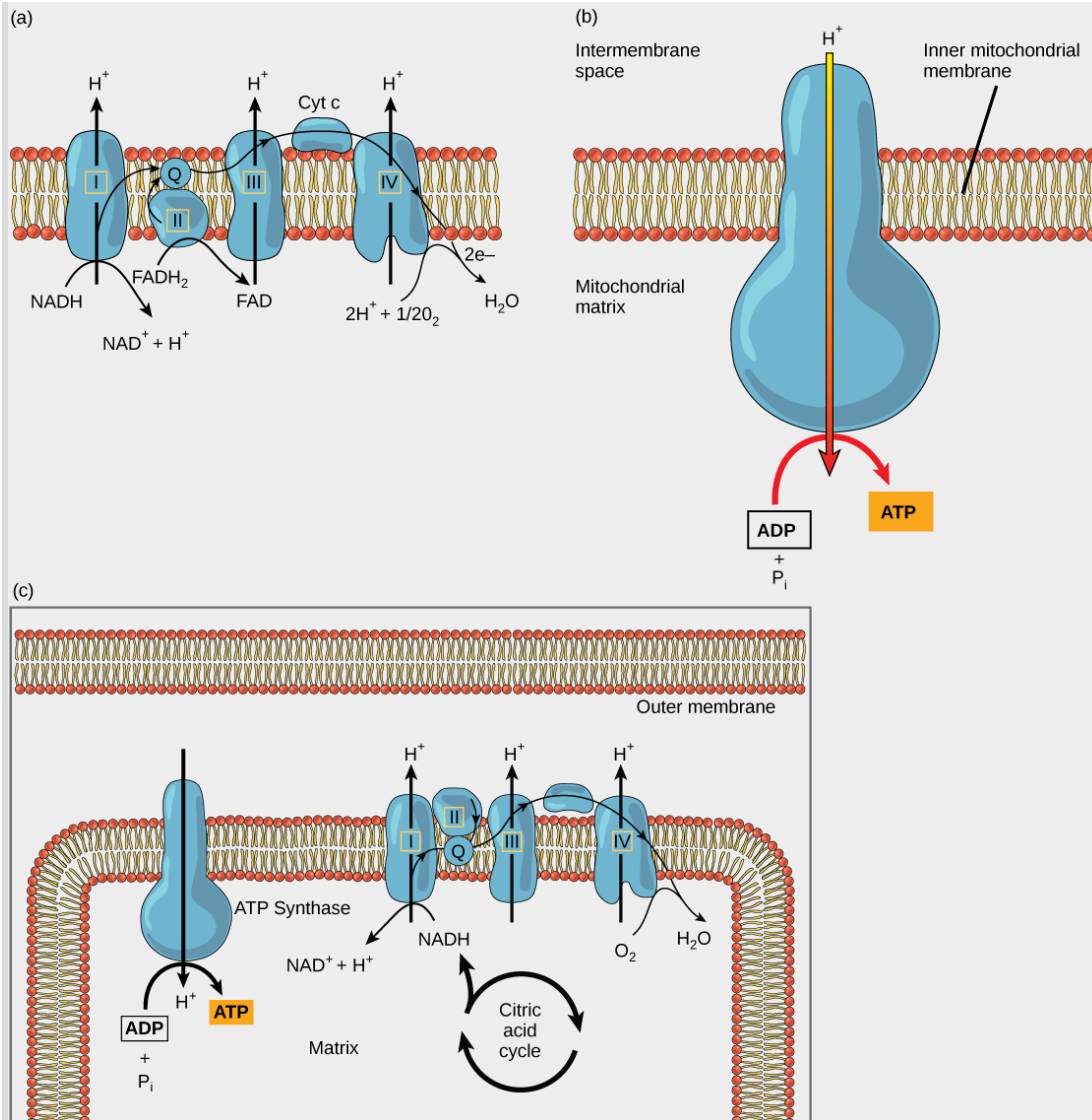 (a)
H⁺
H⁺
Cyt c
H⁺
I
Q
II
III
IV
NADH
FADH₂
FAD
NAD⁺ + H⁺
2e–
2H⁺ + 1/20₂
H₂O
(b)
H⁺
Intermembrane
space
Inner mitochondrial
membrane
Mitochondrial
matrix
ADP
+
Pᵢ
ATP
(c)
Outer membrane
H⁺
H⁺
H⁺
I
II
Q
III
IV
ATP Synthase
NADH
NAD⁺ + H⁺
O₂
H₂O
H⁺
ADP
+
Pᵢ
ATP
Matrix
Citric
acid
cycle